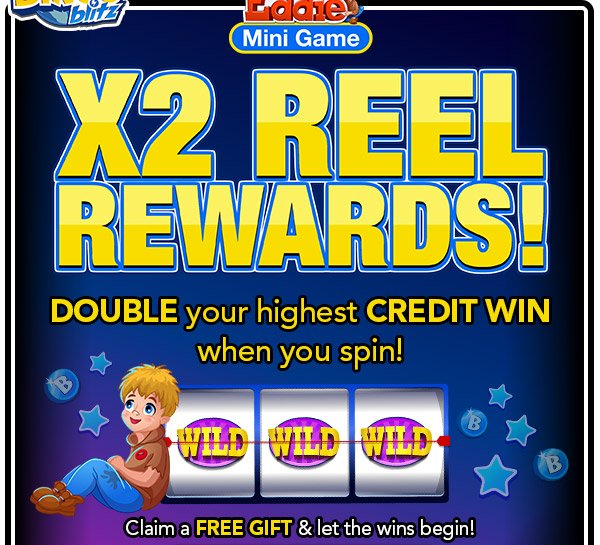 blitz
Eddie
Mini Game
X2 REEL
REWARDS!
DOUBLE your highest CREDIT WIN
when you spin!
B
WILD WILD WILD
B
B
Claim a FREE GIFT & let the wins begin!